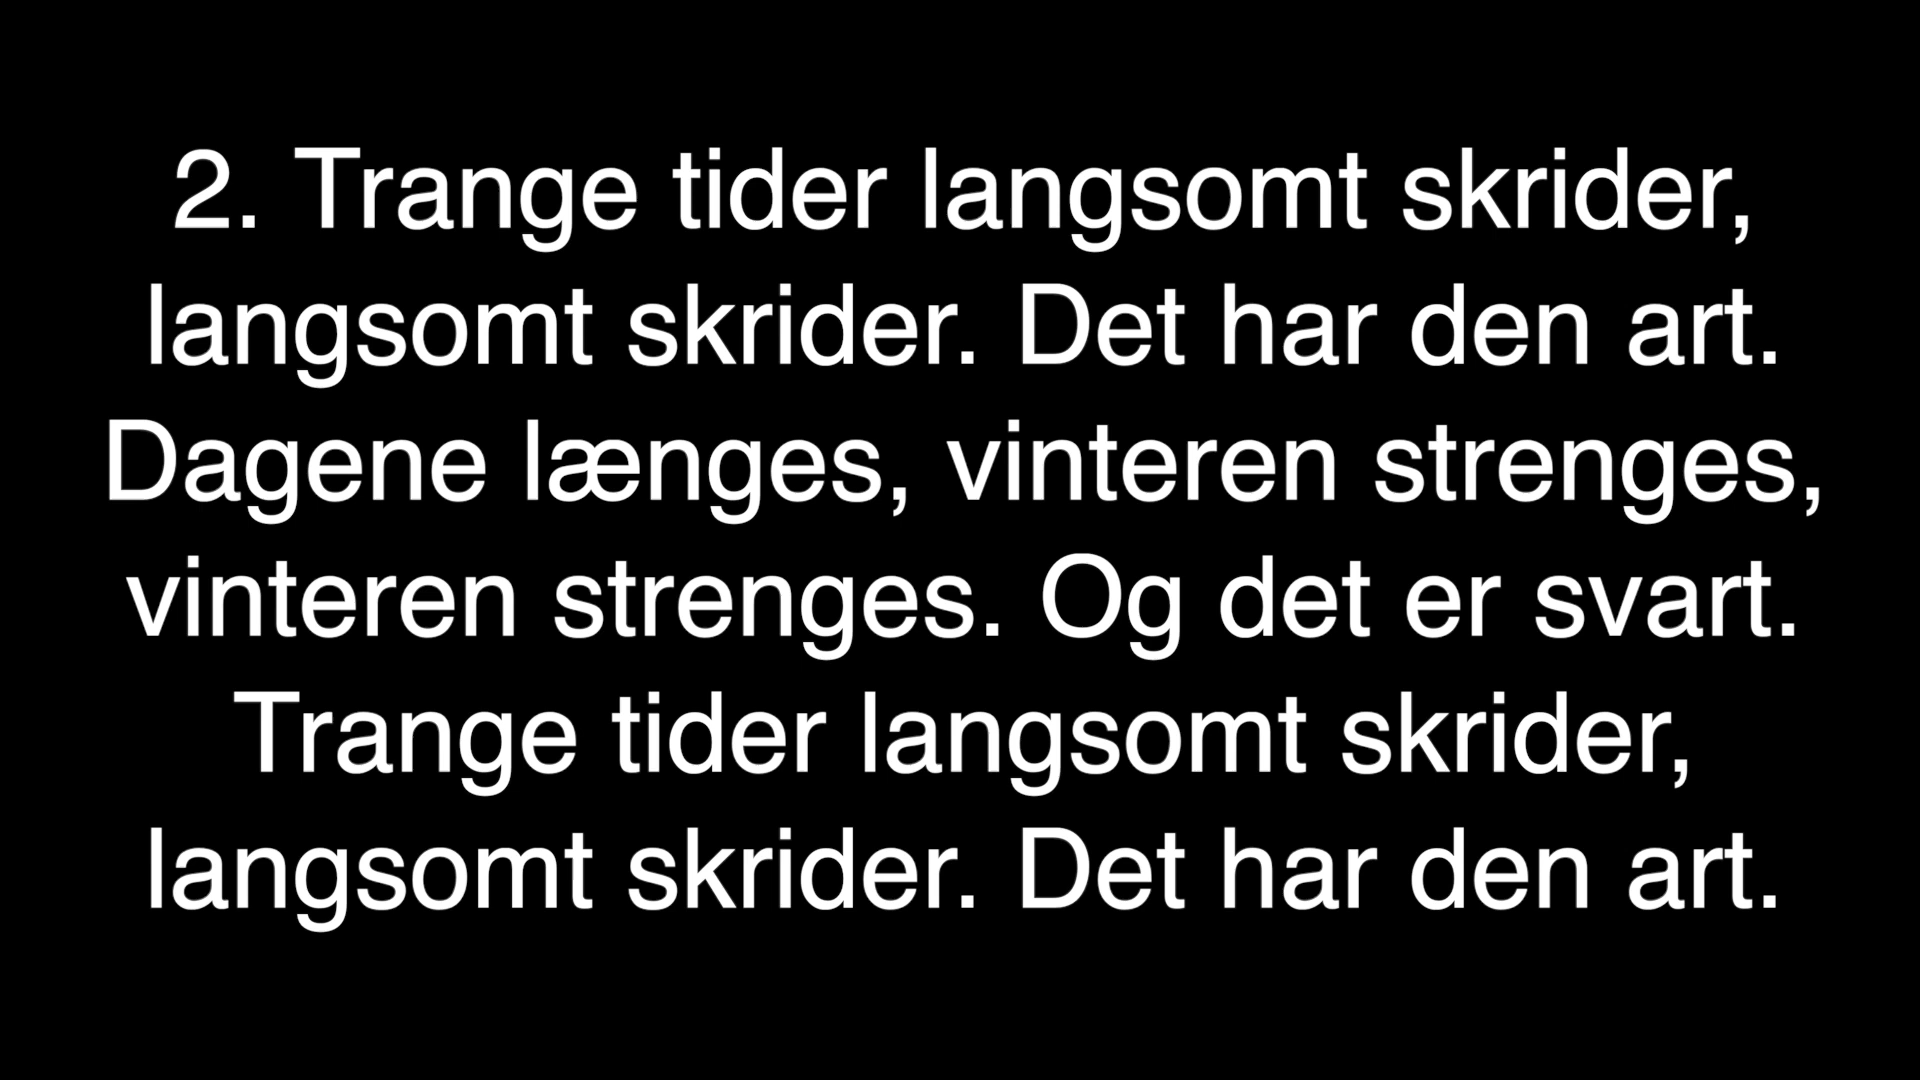 2. Trange tider langsomt skrider,
langsomt skrider. Det har den art.
Dagene længes, vinteren strenges,
vinteren strenges. Og det er svart.
Trange tider langsomt skrider,
langsomt skrider. Det har den art.